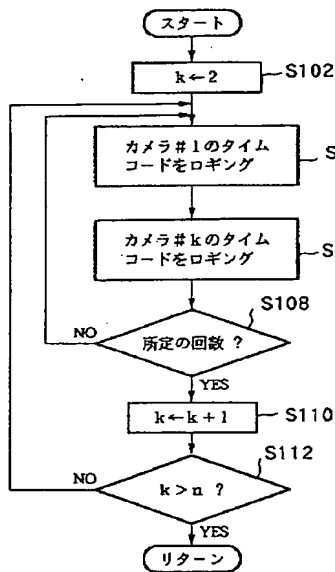 スタート
k←2
S102
カメラ#1のタイム
コードをロギング
S
カメラ#kのタイム
コードをロギング
S
S108
所定の回数 ?
NO
YES
k←k+1
S110
S112
k>n ?
NO
YES
リターン